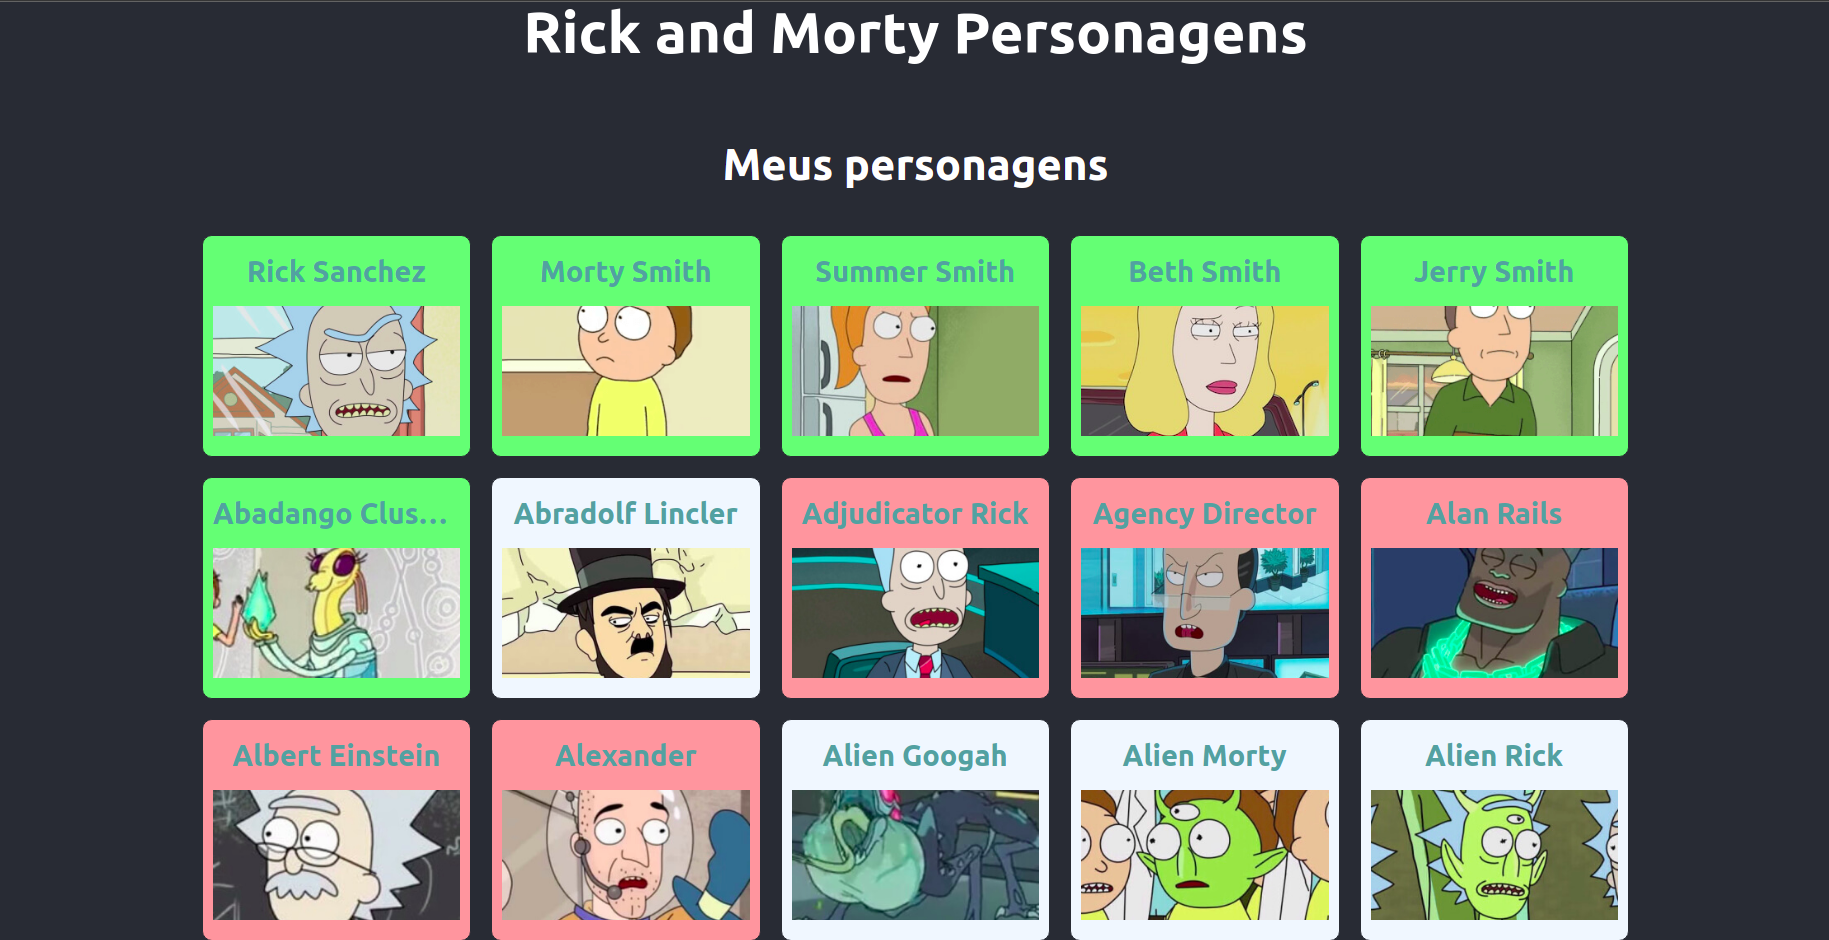 Rick and Morty Personagens
Meus personagens
Rick Sanchez
Morty Smith
Summer Smith
Beth Smith
Jerry Smith
Abadango Clus...
Abradolf Lincler
Adjudicator Rick
Agency Director
Alan Rails
Albert Einstein
Alexander
Alien Googah
Alien Morty
Alien Rick